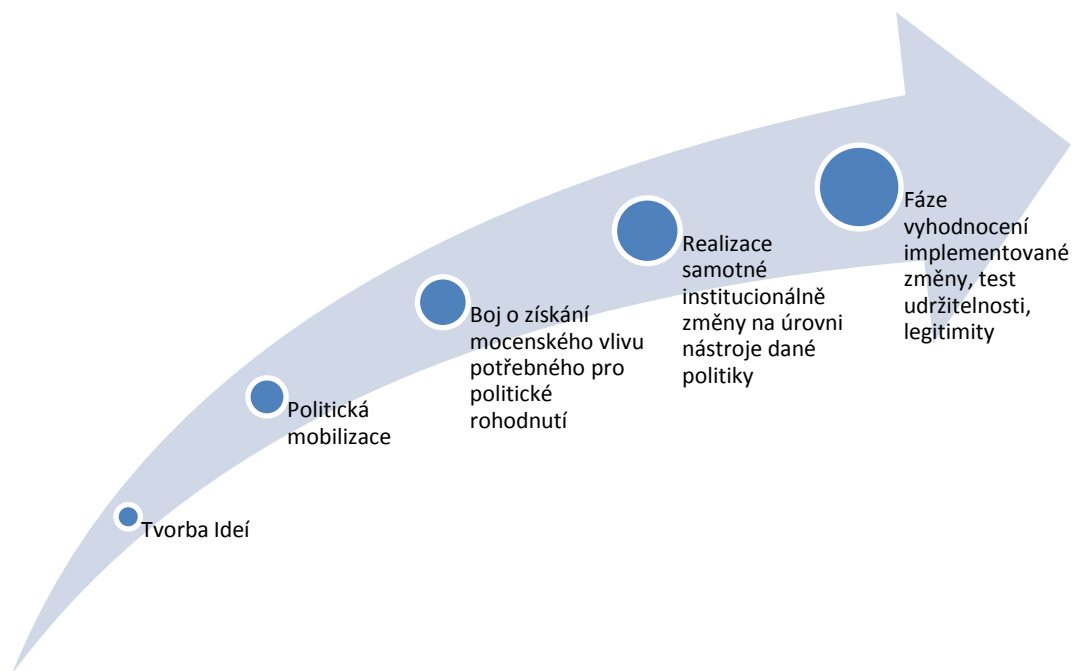 Tvorba Ideí
Politická
mobilizace
Boj o získání
mocenského vlivu
potřebného pro
politické
rohodnutí
Realizace
samotné
institucionálně
změny na úrovni
nástroje dané
politiky
Fáze
vyhodnocení
implementované
změny, test
udržitelnosti,
legitimity